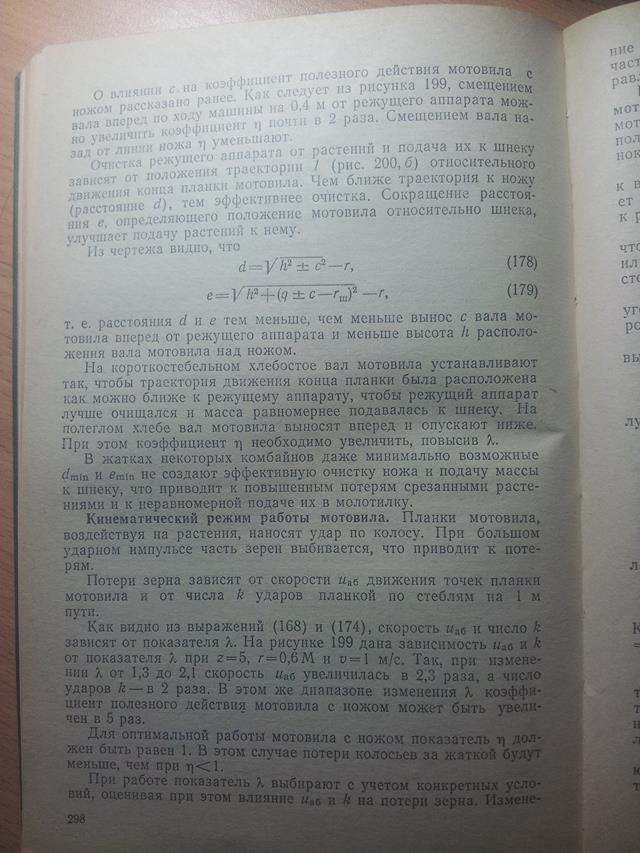 О влиянии c на коэффициент полезного действия мотовила с
ножом рассказано ранее. Как следует из рисунка 199, смещением
вала вперед по ходу машины на 0,4 м от режущего аппарата мож-
но увеличить коэффициент η почти в 2 раза. Смещением вала на-
зад от линии ножа η уменьшают.
Очистка режущего аппарата от растений и подача их к шнеку
зависят от положения траектории l (рис. 200, б) относительного
движения конца планки мотовила. Чем ближе траектория к ножу
(расстояние d), тем эффективнее очистка. Сокращение расстоя-
ния e, определяющего положение мотовила относительно шнека,
улучшает подачу растений к нему.
Из чертежа видно, что
d=√h² ± c²—r, (178)
e=√h²+(q ± c—rш)² —r, (179)
т. е. расстояния d и e тем меньше, чем меньше вынос c вала мо-
товила вперед от режущего аппарата и меньше высота h располо-
жения вала мотовила над ножом.
На короткостебельном хлебостое вал мотовила устанавливают
так, чтобы траектория движения конца планки была расположена
как можно ближе к режущему аппарату, чтобы режущий аппарат
лучше очищался и масса равномернее подавалась к шнеку. На
полеглом хлебе вал мотовила выносят вперед и опускают ниже.
При этом коэффициент η необходимо увеличить, повысив λ.
В жатках некоторых комбайнов даже минимально возможные
dmin и emin не создают эффективную очистку ножа и подачу массы
к шнеку, что приводит к повышенным потерям срезанными расте-
ниями и к неравномерной подаче их в молотилку.
Кинематический режим работы мотовила. Планки мотовила,
воздействуя на растения, наносят удар по колосу. При большом
ударном импульсе часть зерен выбивается, что приводит к поте-
рям.
Потери зерна зависят от скорости uаб движения точек планки
мотовила и от числа k ударов планкой по стеблям на 1 м
пути.
Как видно из выражений (168) и (174), скорость uаб и число k
зависят от показателя λ. На рисунке 199 дана зависимость uаб и k
от показателя λ при z=5, r=0,6М и v=1 м/с. Так, при измене-
нии λ от 1,3 до 2,1 скорость uаб увеличилась в 2,3 раза, а число
ударов k—в 2 раза. В этом же диапазоне изменения λ коэффи-
циент полезного действия мотовила с ножом может быть увели-
чен в 5 раз.
Для оптимальной работы мотовила с ножом показатель η дол-
жен быть равен 1. В этом случае потери колосьев за жаткой будут
меньше, чем при η<1.
При работе показатель λ выбирают с учетом конкретных усло-
вий, оценивая при этом влияние uаб и k на потери зерна. Измене-
298